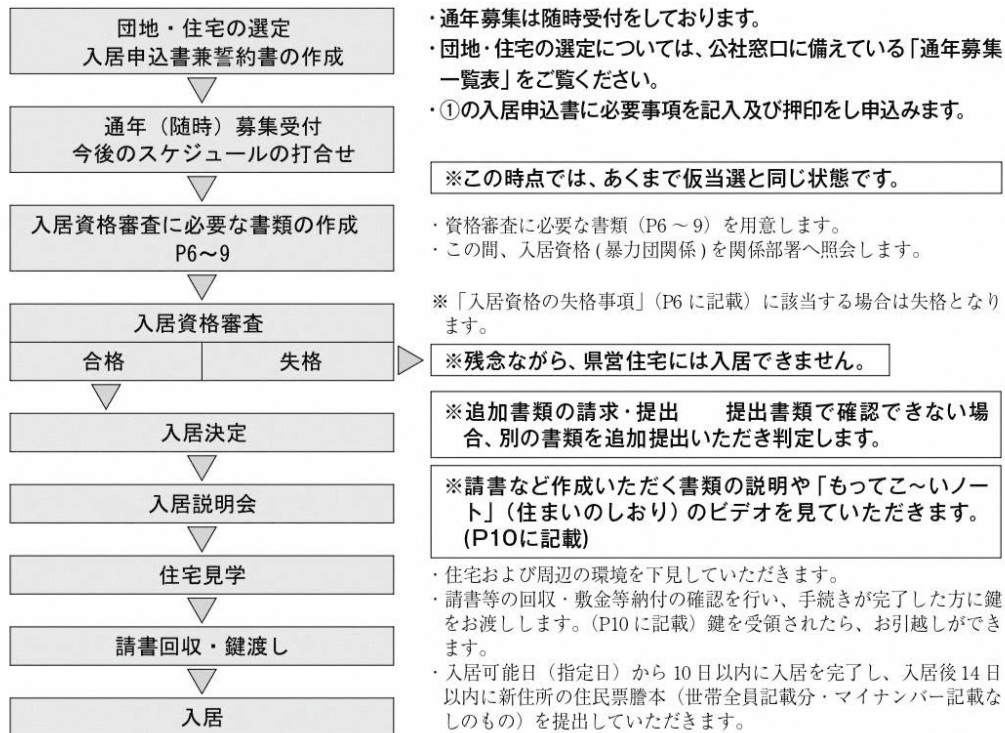 団地・住宅の選定
入居申込書兼誓約書の作成
・通年募集は随時受付をしております。
・団地・住宅の選定については、公社窓口に備えている「通年募集
一覧表」をご覧ください。
・①の入居申込書に必要事項を記入及び押印をし申込みます。
通年（随時）募集受付
今後のスケジュールの打合せ
※この時点では、あくまで仮当選と同じ状態です。
入居資格審査に必要な書類の作成
P6～9
・資格審査に必要な書類（P6 ～ 9）を用意します。
・この間、入居資格 ( 暴力団関係 ) を関係部署へ照会します。
※「入居資格の失格事項」（P6 に記載）に該当する場合は失格となり
ます。
入居資格審査
合格
失格
※残念ながら、県営住宅には入居できません。
※追加書類の請求・提出　　提出書類で確認できない場
合、別の書類を追加提出いただき判定します。
入居決定
入居説明会
※請書など作成いただく書類の説明や「もってこ～いノー
ト」（住まいのしおり）のビデオを見ていただきます。
(P10に記載)
住宅見学
・住宅および周辺の環境を下見していただきます。
・請書等の回収・敷金等納付の確認を行い、手続きが完了した方に鍵
をお渡しします。（P10 に記載）鍵を受領されたら、お引越しができ
ます。
請書回収・鍵渡し
・入居可能日（指定日）から 10 日以内に入居を完了し、入居後 14 日
以内に新住所の住民票謄本（世帯全員記載分・マイナンバー記載な
しのもの）を提出していただきます。
入居